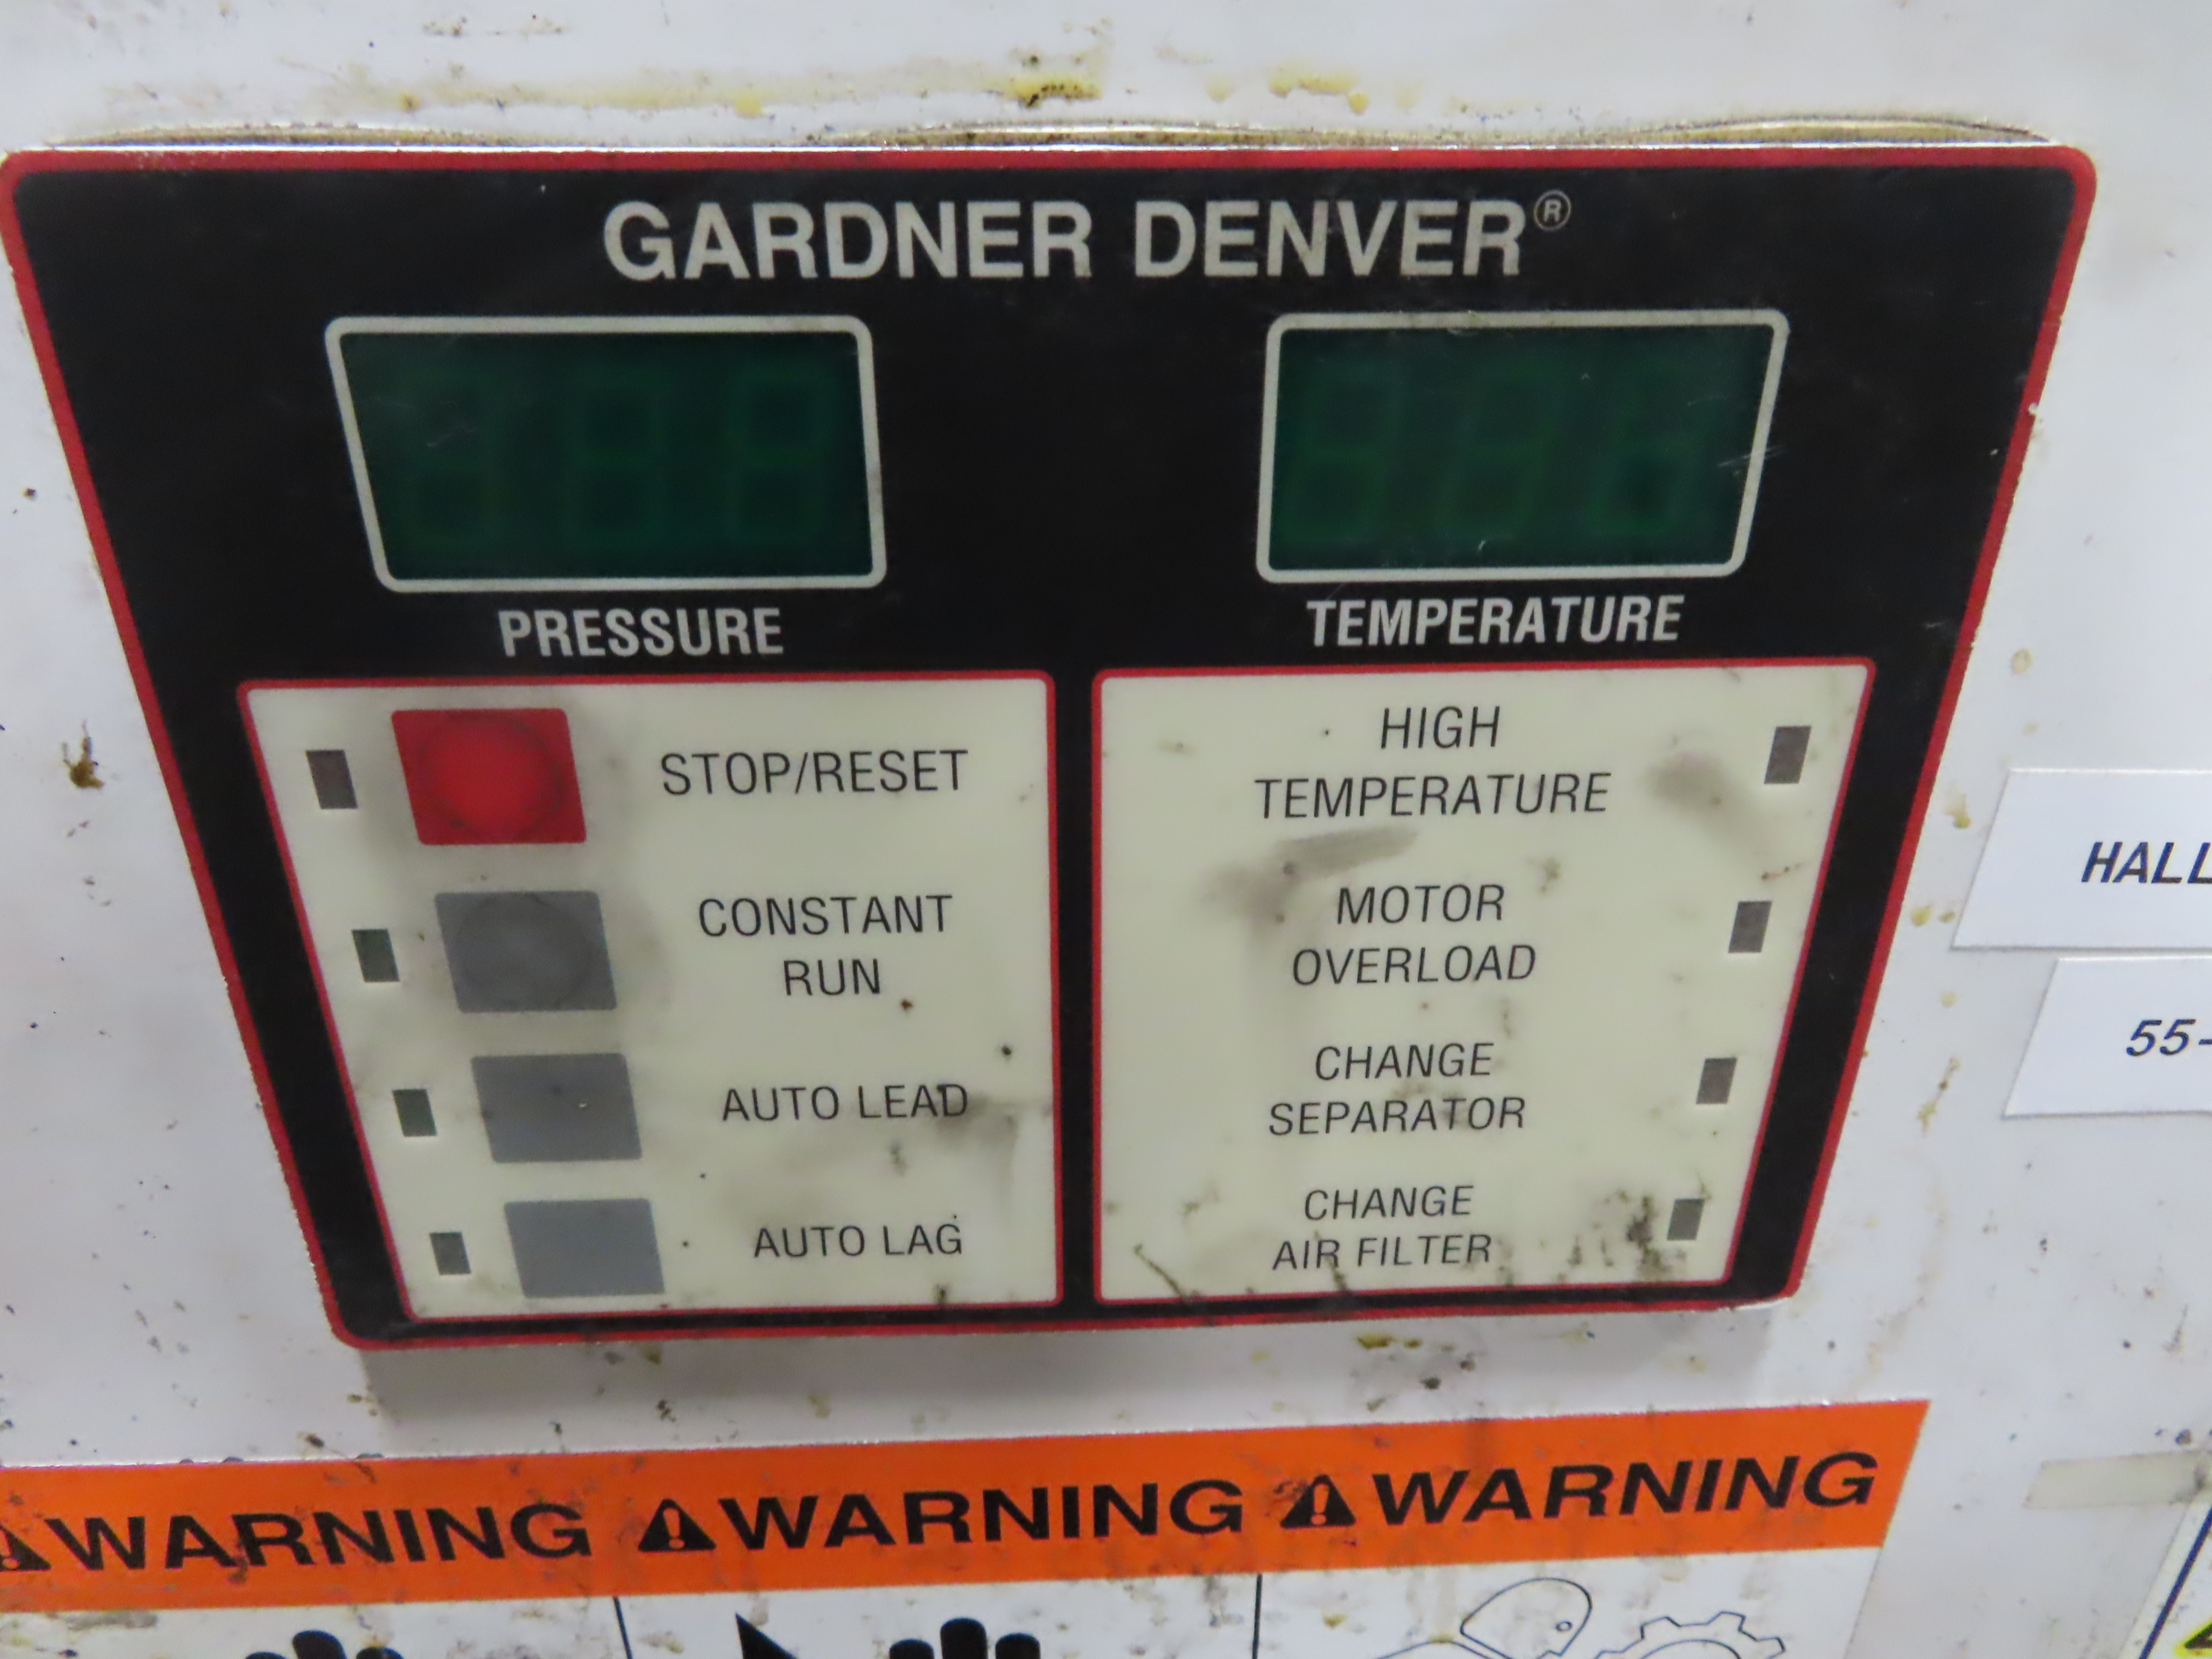 GARDNER DENVER®
PRESSURE
TEMPERATURE
STOP/RESET
CONSTANT
RUN
AUTO LEAD
AUTO LAG
HIGH
TEMPERATURE
MOTOR
OVERLOAD
CHANGE
SEPARATOR
CHANGE
AIR FILTER
HALL
55-
WARNING WARNING WARNING